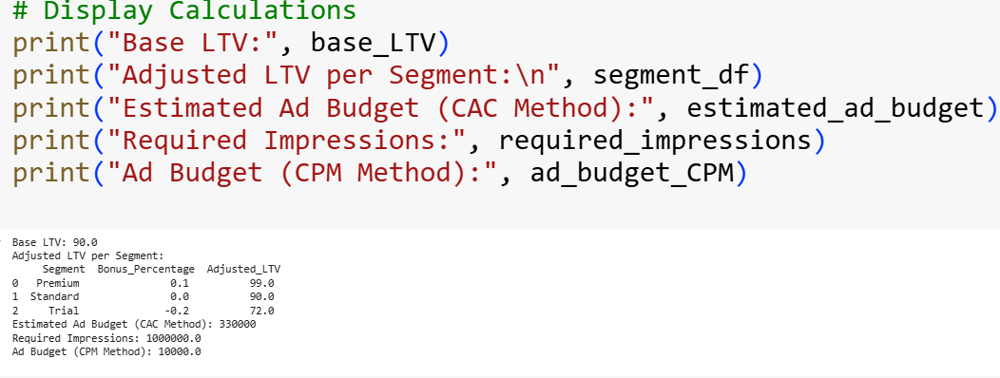 # Display Calculations
print("Base LTV:", base_LTV)
print("Adjusted LTV per Segment:\n", segment_df)
print("Estimated Ad Budget (CAC Method):", estimated_ad_budget)
print("Required Impressions:", required_impressions)
print("Ad Budget (CPM Method):", ad_budget_CPM)
Base LTV: 90.0
Adjusted LTV per Segment:
     Segment  Bonus_Percentage  Adjusted_LTV
0   Premium               0.1          99.0
1  Standard               0.0          90.0
2     Trial              -0.2          72.0
Estimated Ad Budget (CAC Method): 330000
Required Impressions: 1000000.0
Ad Budget (CPM Method): 10000.0